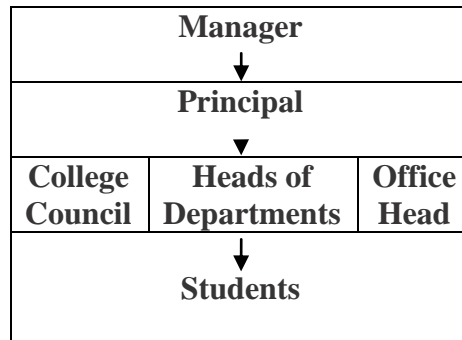 Manager
Principal
College
Council
Heads of
Departments
Office
Head
Students